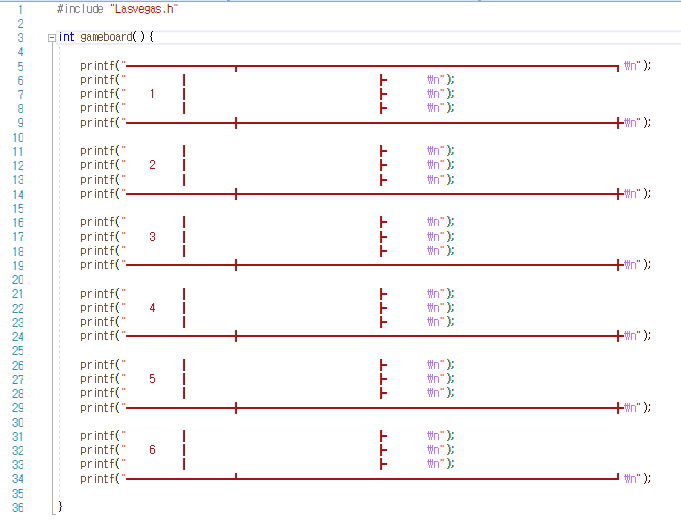 1 #include "Lasvegas.h"
2
3 int gameboard() {
4
5 printf("━━━━━━━━━┳━━━━━━━━━━━━━━━━━━━━━━━━━━━━━━━━┓₩n");
6 printf("         ┃                                ┣       ₩n");
7 printf("    1    ┃                                ┣       ₩n");
8 printf("         ┃                                ┣       ₩n");
9 printf("━━━━━━━━━╋━━━━━━━━━━━━━━━━━━━━━━━━━━━━━━━━╋₩n");
10
11 printf("         ┃                                ┣       ₩n");
12 printf("    2    ┃                                ┣       ₩n");
13 printf("         ┃                                ┣       ₩n");
14 printf("━━━━━━━━━╋━━━━━━━━━━━━━━━━━━━━━━━━━━━━━━━━╋₩n");
15
16 printf("         ┃                                ┣       ₩n");
17 printf("    3    ┃                                ┣       ₩n");
18 printf("         ┃                                ┣       ₩n");
19 printf("━━━━━━━━━╋━━━━━━━━━━━━━━━━━━━━━━━━━━━━━━━━╋₩n");
20
21 printf("         ┃                                ┣       ₩n");
22 printf("    4    ┃                                ┣       ₩n");
23 printf("         ┃                                ┣       ₩n");
24 printf("━━━━━━━━━╋━━━━━━━━━━━━━━━━━━━━━━━━━━━━━━━━╋₩n");
25
26 printf("         ┃                                ┣       ₩n");
27 printf("    5    ┃                                ┣       ₩n");
28 printf("         ┃                                ┣       ₩n");
29 printf("━━━━━━━━━╋━━━━━━━━━━━━━━━━━━━━━━━━━━━━━━━━╋₩n");
30
31 printf("         ┃                                ┣       ₩n");
32 printf("    6    ┃                                ┣       ₩n");
33 printf("         ┃                                ┣       ₩n");
34 printf("━━━━━━━━━┻━━━━━━━━━━━━━━━━━━━━━━━━━━━━━━━━┛₩n");
35
36 }